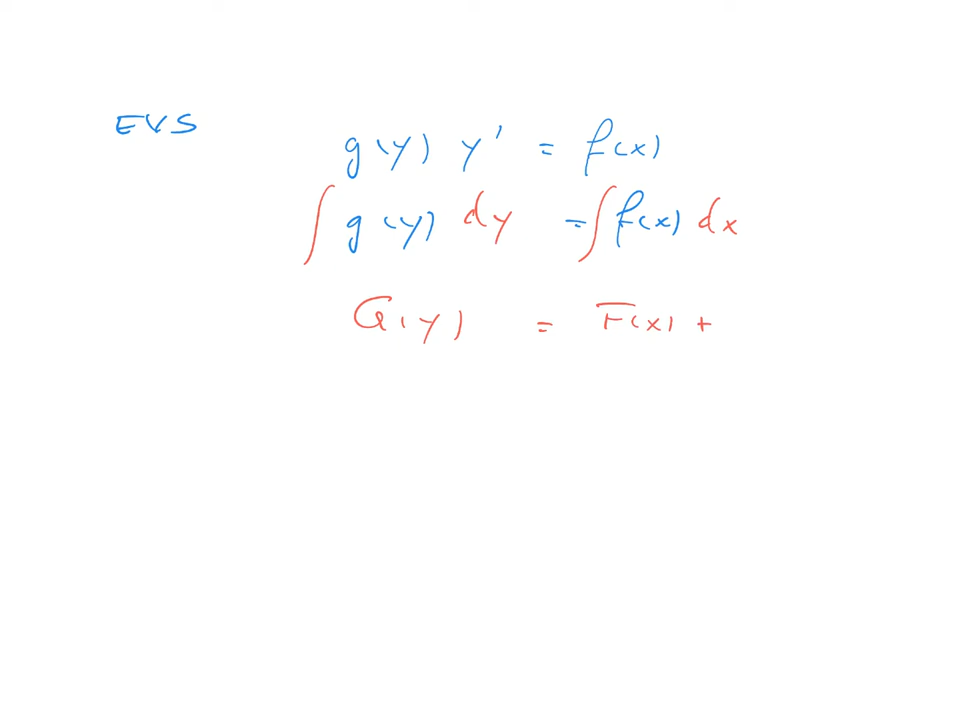 EVS
g(y) y' = f(x)
∫ g(y) dy = ∫ f(x) dx
G(y) = F(x) +